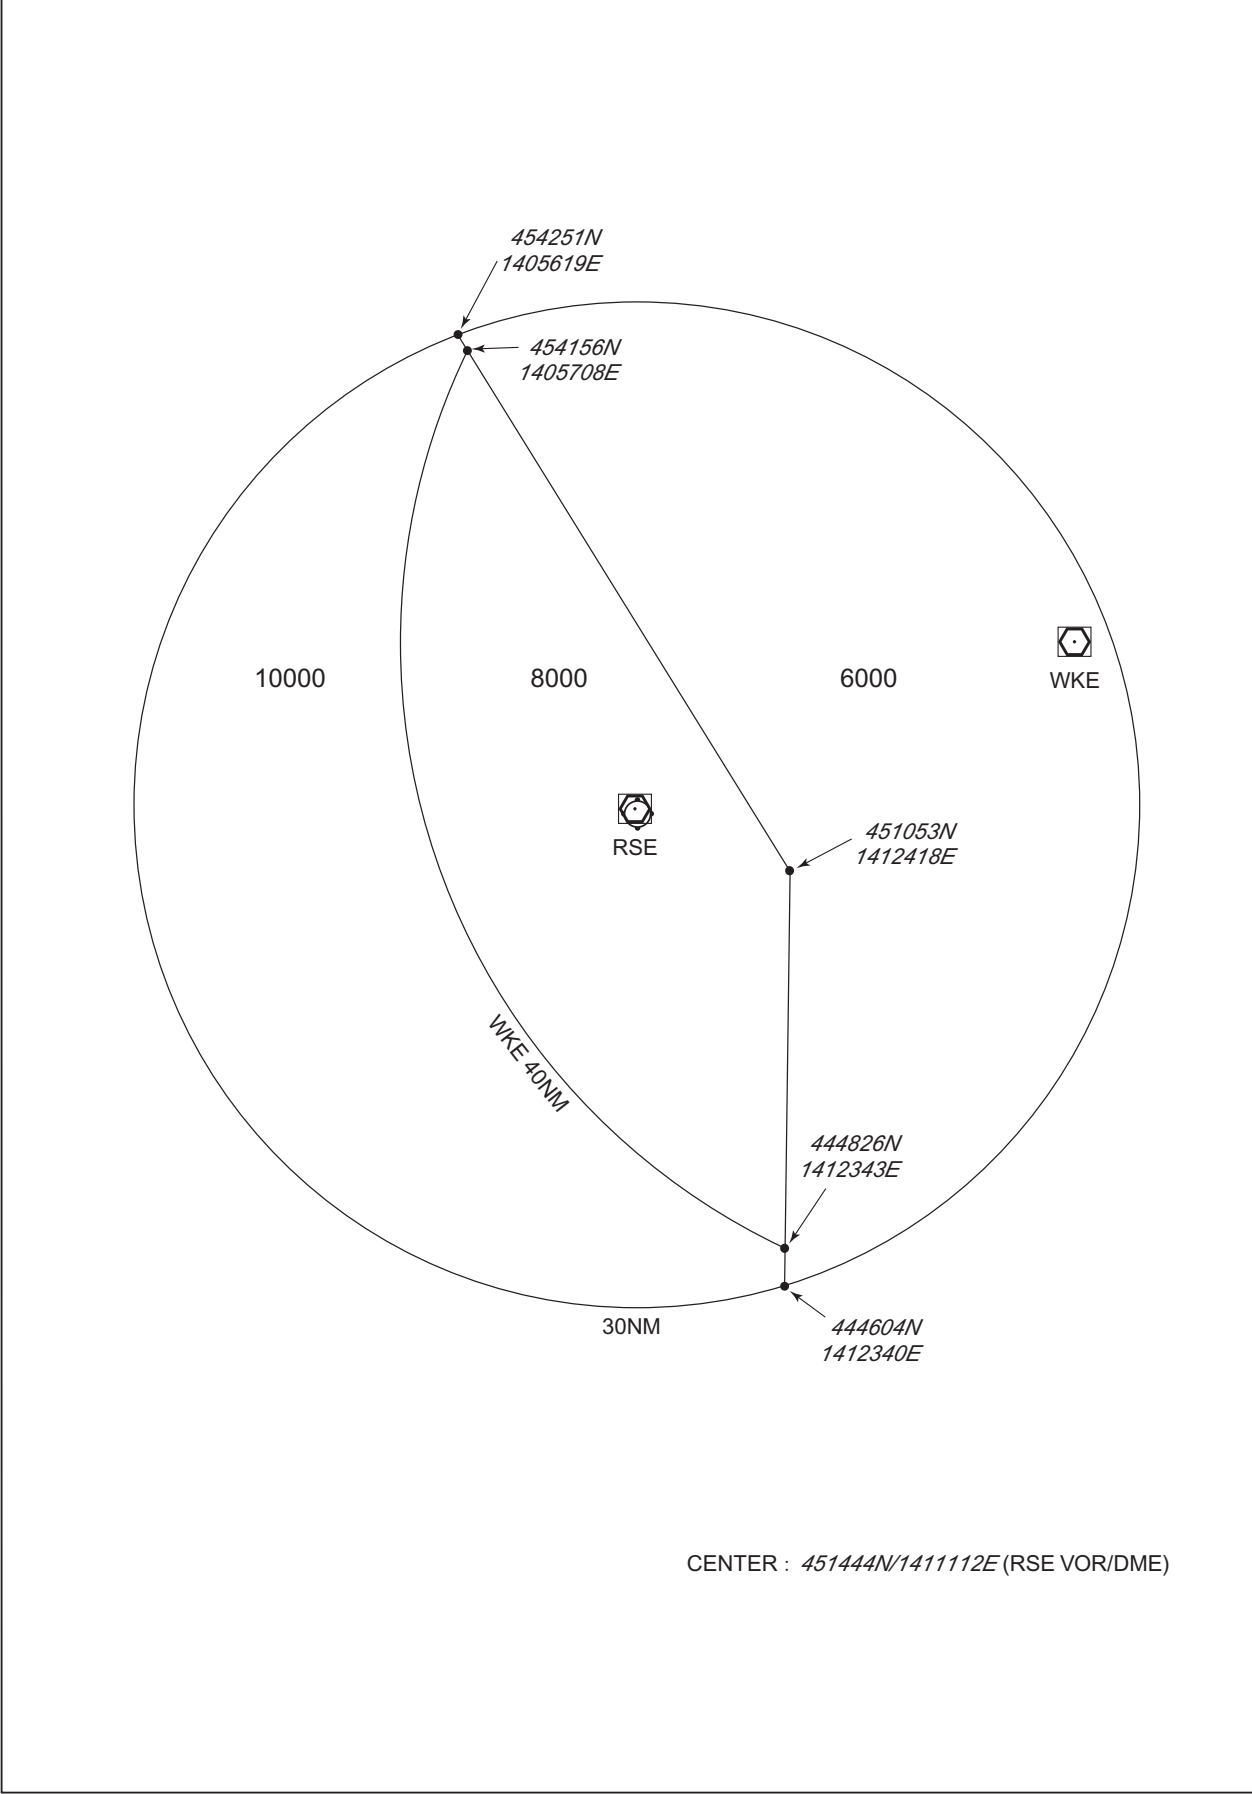 454251N
1405619E
454156N
1405708E
10000
8000
6000
WKE
RSE
451053N
1412418E
WKE 40NM
444826N
1412343E
30NM
444604N
1412340E
CENTER : 451444N/1411112E (RSE VOR/DME)